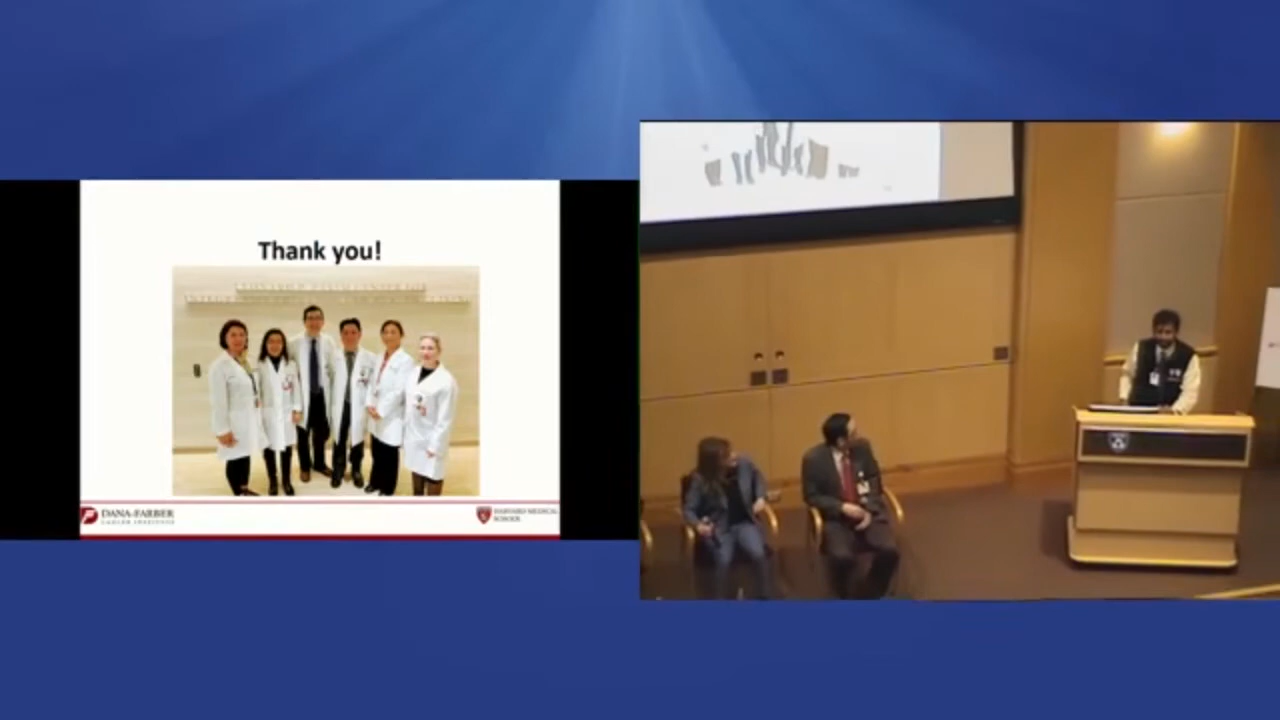 Thank you!
DANA-FARBER
CANCER INSTITUTE
HARVARD MEDICAL
SCHOOL